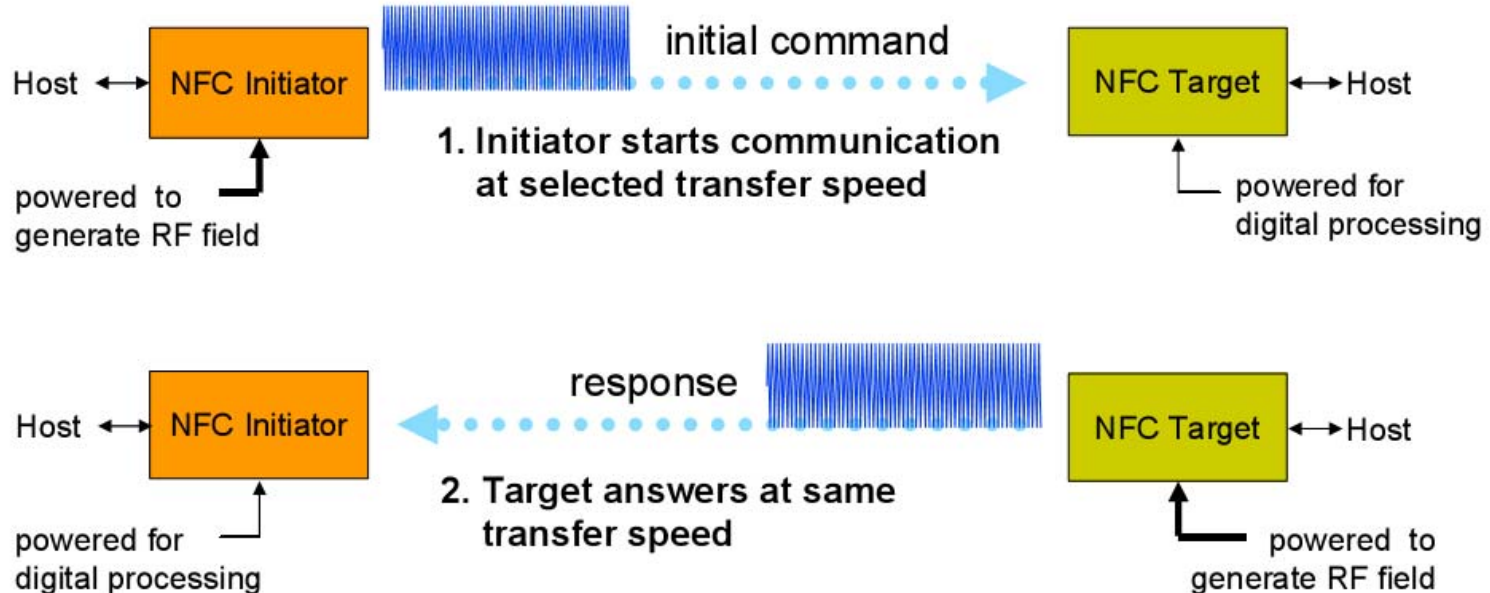 initial command
Host
NFC Initiator
NFC Target
Host
1. Initiator starts communication
at selected transfer speed
powered to
generate RF field
powered for
digital processing
response
Host
NFC Initiator
NFC Target
Host
2. Target answers at same
transfer speed
powered for
digital processing
powered to
generate RF field